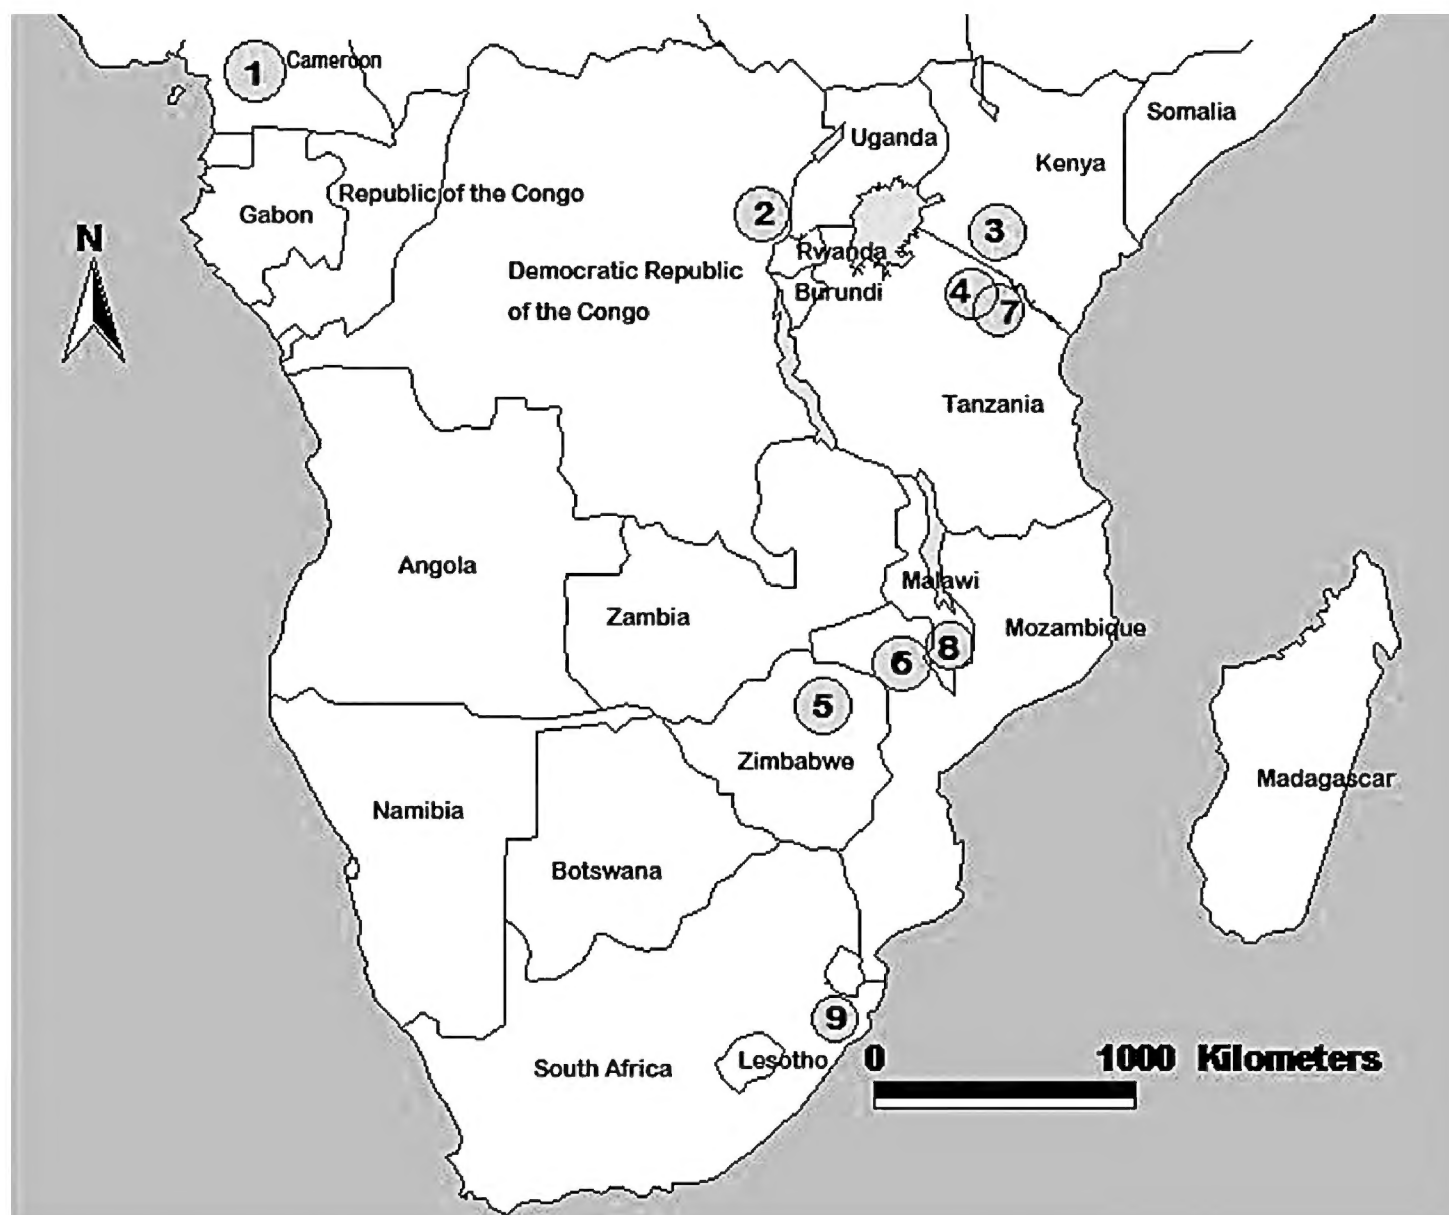 1
Cameroon
Somalia
Uganda
Kenya
Republic of the Congo
Gabon
2
3
N
Rwanda
Democratic Republic
of the Congo
Burundi
4
7
Tanzania
Angola
Malawi
Zambia
Mozambique
8
6
5
Zimbabwe
Madagascar
Namibia
Botswana
9
South Africa
Lesotho
0
1000 Kilometers